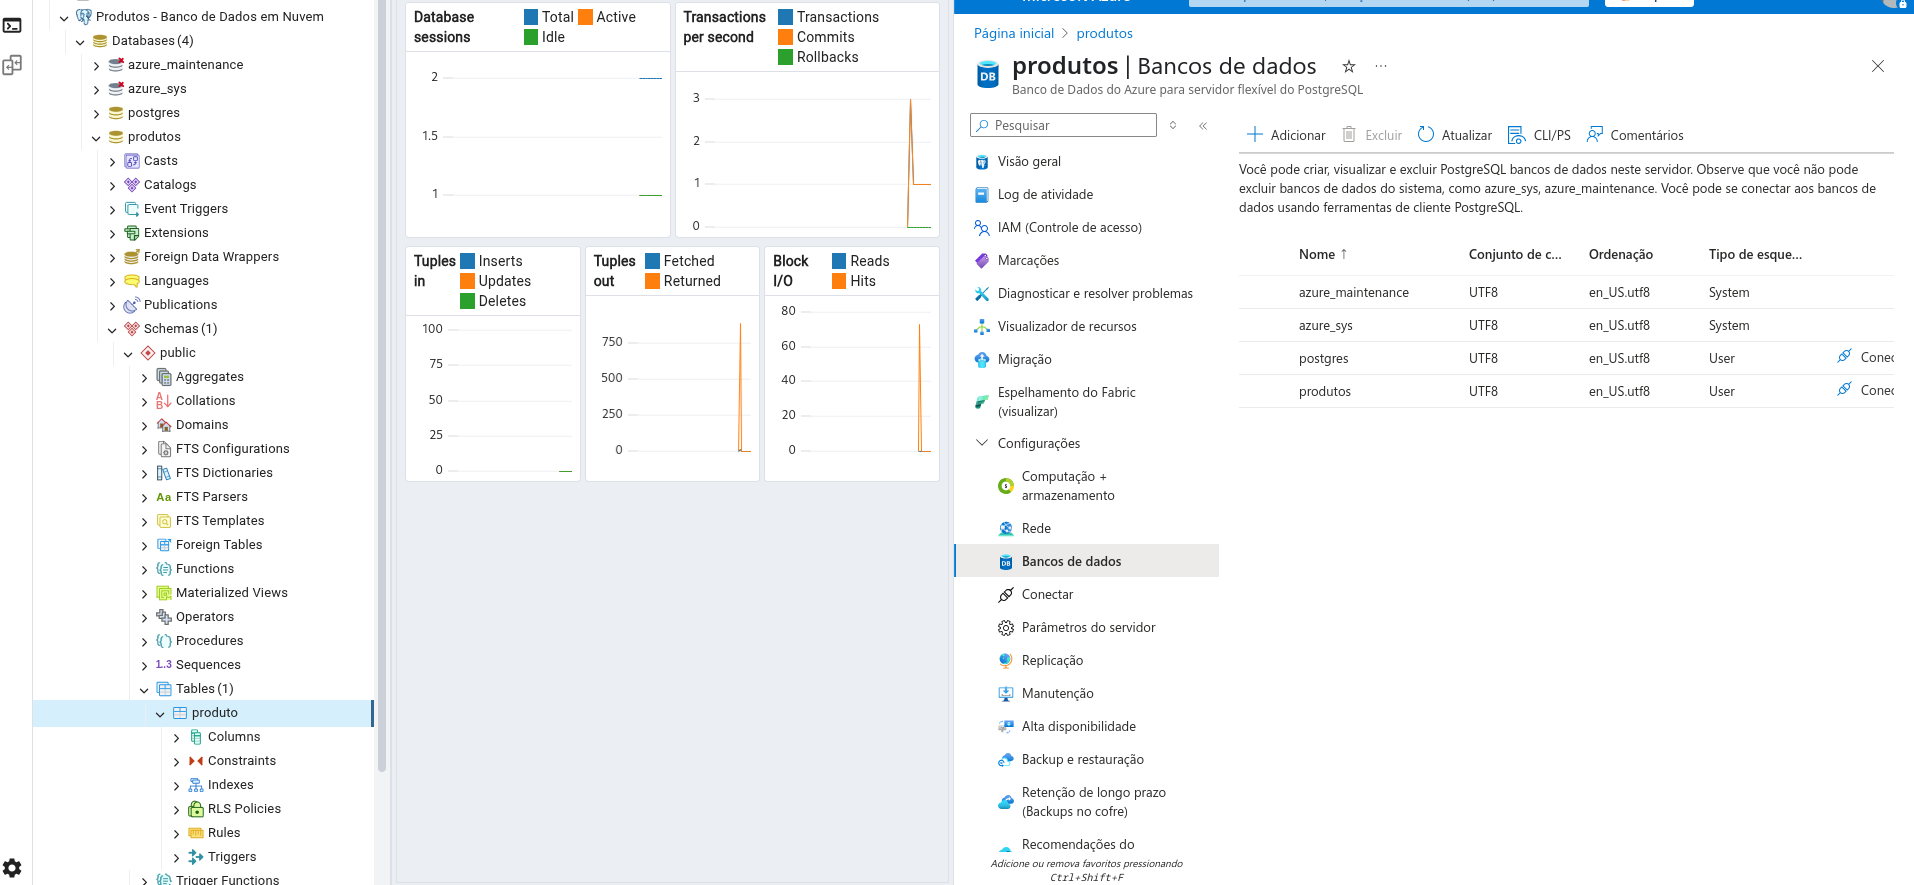 Produtos - Banco de Dados em Nuvem
Databases (4)
azure_maintenance
azure_sys
postgres
produtos
Casts
Catalogs
Event Triggers
Extensions
Foreign Data Wrappers
Languages
Publications
Schemas (1)
public
Aggregates
Collations
Domains
FTS Configurations
FTS Dictionaries
FTS Parsers
FTS Templates
Foreign Tables
Functions
Materialized Views
Operators
Procedures
1..3 Sequences
Tables (1)
produto
Columns
Constraints
Indexes
RLS Policies
Rules
Triggers
Trigger Functions
Database sessions
Total Active
Idle
2
1.5
1
Transactions per second
Transactions
Commits
Rollbacks
3
2
1
0
Tuples in
Inserts
Updates
Deletes
100
75
50
25
0
Tuples out
Fetched
Returned
750
500
250
0
Block I/O
Reads
Hits
80
60
40
20
0
Página inicial > produtos
produtos | Bancos de dados
Banco de Dados do Azure para servidor flexível do PostgreSQL
Pesquisar
Visão geral
Log de atividade
IAM (Controle de acesso)
Marcações
Diagnosticar e resolver problemas
Visualizador de recursos
Migração
Espelhamento do Fabric
(visualizar)
Configurações
Computação +
armazenamento
Rede
Bancos de dados
Conectar
Parâmetros do servidor
Replicação
Manutenção
Alta disponibilidade
Backup e restauração
Retenção de longo prazo
(Backups no cofre)
Recomendações do
Adicione ou remova favoritos pressionando
Ctrl+Shift+F
Adicionar Excluir Atualizar CLI/PS Comentários
Você pode criar, visualizar e excluir PostgreSQL bancos de dados neste servidor. Observe que você não pode
excluir bancos de dados do sistema, como azure_sys, azure_maintenance. Você pode se conectar aos bancos de
dados usando ferramentas de cliente PostgreSQL.
Nome ↑ Conjunto de c... Ordenação Tipo de esque...
azure_maintenance UTF8 en_US.utf8 System
azure_sys UTF8 en_US.utf8 System
postgres UTF8 en_US.utf8 User Conec
produtos UTF8 en_US.utf8 User Conec